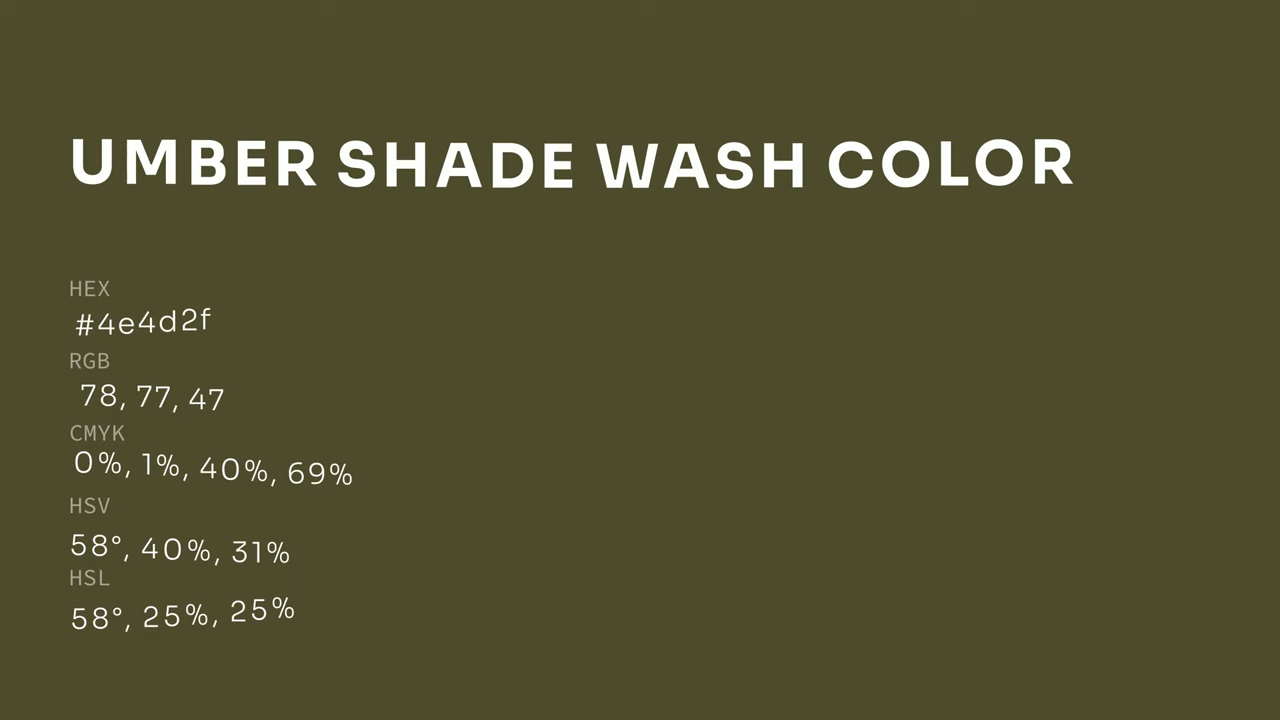 UMBER SHADE WASH COLOR
HEX
#4e4d2f
RGB
78, 77, 47
CMYK
0%, 1%, 40%, 69%
HSV
58°, 40%, 31%
HSL
58°, 25%, 25%